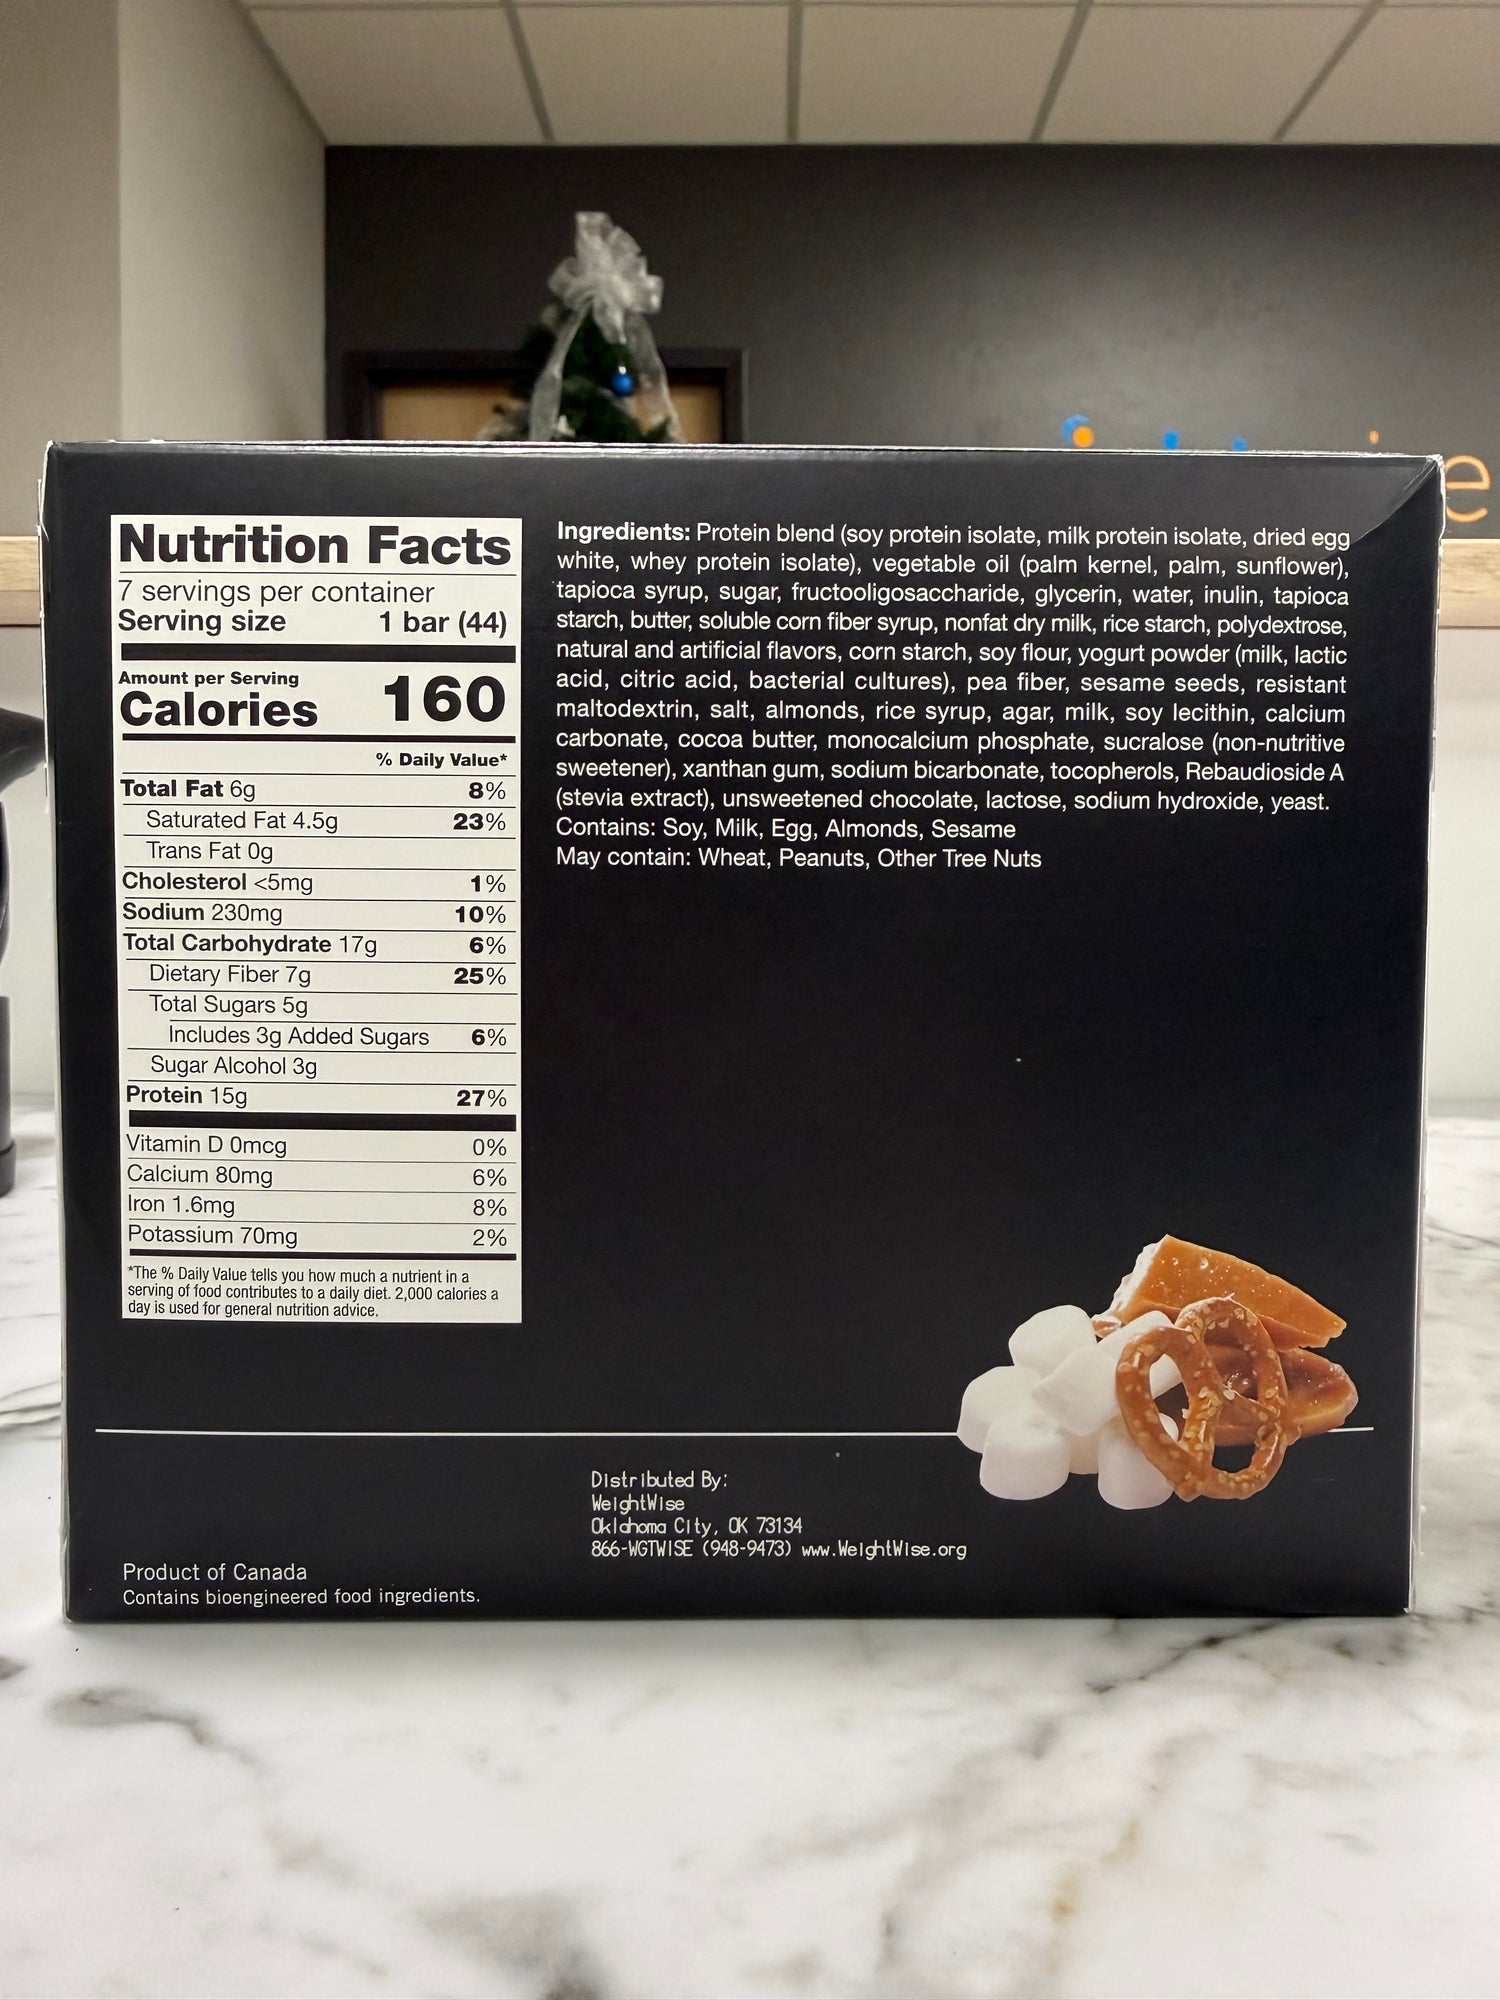 e
Nutrition Facts
7 servings per container
Serving size 1 bar (44)
Amount per Serving
Calories 160
% Daily Value*
Total Fat 6g 8%
Saturated Fat 4.5g 23%
Trans Fat 0g
Cholesterol <5mg 1%
Sodium 230mg 10%
Total Carbohydrate 17g 6%
Dietary Fiber 7g 25%
Total Sugars 5g
Includes 3g Added Sugars 6%
Sugar Alcohol 3g
Protein 15g 27%
Vitamin D 0mcg 0%
Calcium 80mg 6%
Iron 1.6mg 8%
Potassium 70mg 2%
*The % Daily Value tells you how much a nutrient in a
serving of food contributes to a daily diet. 2,000 calories a
day is used for general nutrition advice.
Ingredients: Protein blend (soy protein isolate, milk protein isolate, dried egg
white, whey protein isolate), vegetable oil (palm kernel, palm, sunflower),
tapioca syrup, sugar, fructooligosaccharide, glycerin, water, inulin, tapioca
starch, butter, soluble corn fiber syrup, nonfat dry milk, rice starch, polydextrose,
natural and artificial flavors, corn starch, soy flour, yogurt powder (milk, lactic
acid, citric acid, bacterial cultures), pea fiber, sesame seeds, resistant
maltodextrin, salt, almonds, rice syrup, agar, milk, soy lecithin, calcium
carbonate, cocoa butter, monocalcium phosphate, sucralose (non-nutritive
sweetener), xanthan gum, sodium bicarbonate, tocopherols, Rebaudioside A
(stevia extract), unsweetened chocolate, lactose, sodium hydroxide, yeast.
Contains: Soy, Milk, Egg, Almonds, Sesame
May contain: Wheat, Peanuts, Other Tree Nuts
Distributed By:
WeightWise
Oklahoma City, OK 73134
866-WGTWISE (948-9473) www.WeightWise.org
Product of Canada
Contains bioengineered food ingredients.